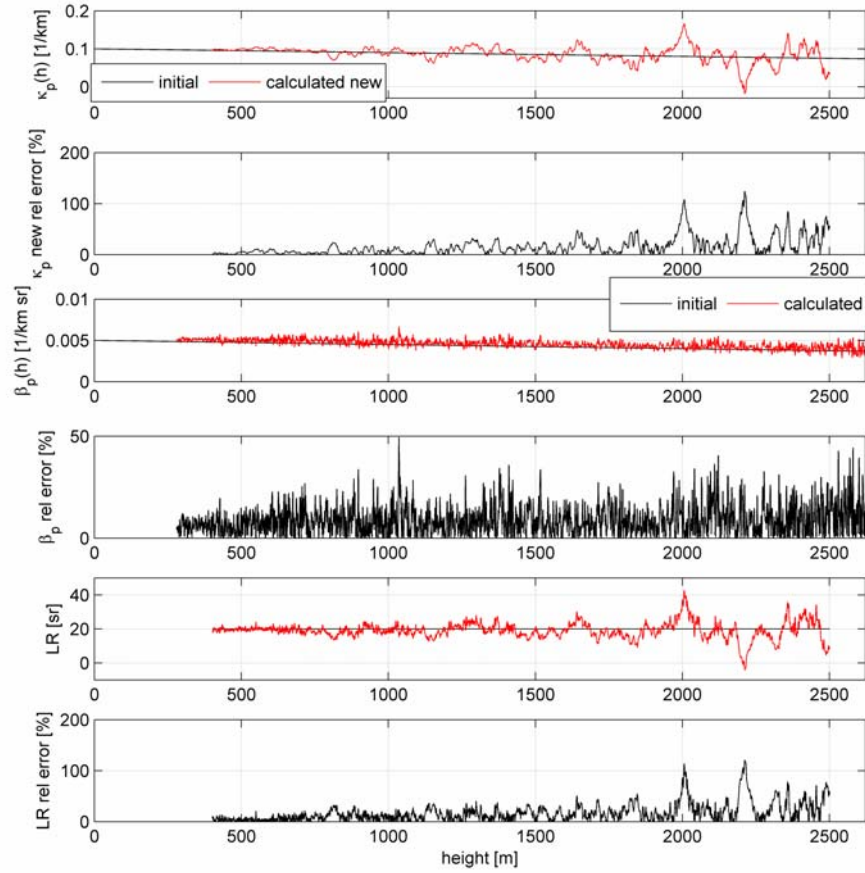 κp(h) [1/km]
0.2
0.1
0
initial
calculated new
0 500 1000 1500 2000 2500
κp new rel error [%]
200
100
0
0 500 1000 1500 2000 2500
βp(h) [1/km sr]
0.01
0.005
0
initial
calculated
0 500 1000 1500 2000 2500
βp rel error [%]
50
0
0 500 1000 1500 2000 2500
LR [sr]
40
20
0
0 500 1000 1500 2000 2500
LR rel error [%]
200
100
0
0 500 1000 1500 2000 2500
height [m]